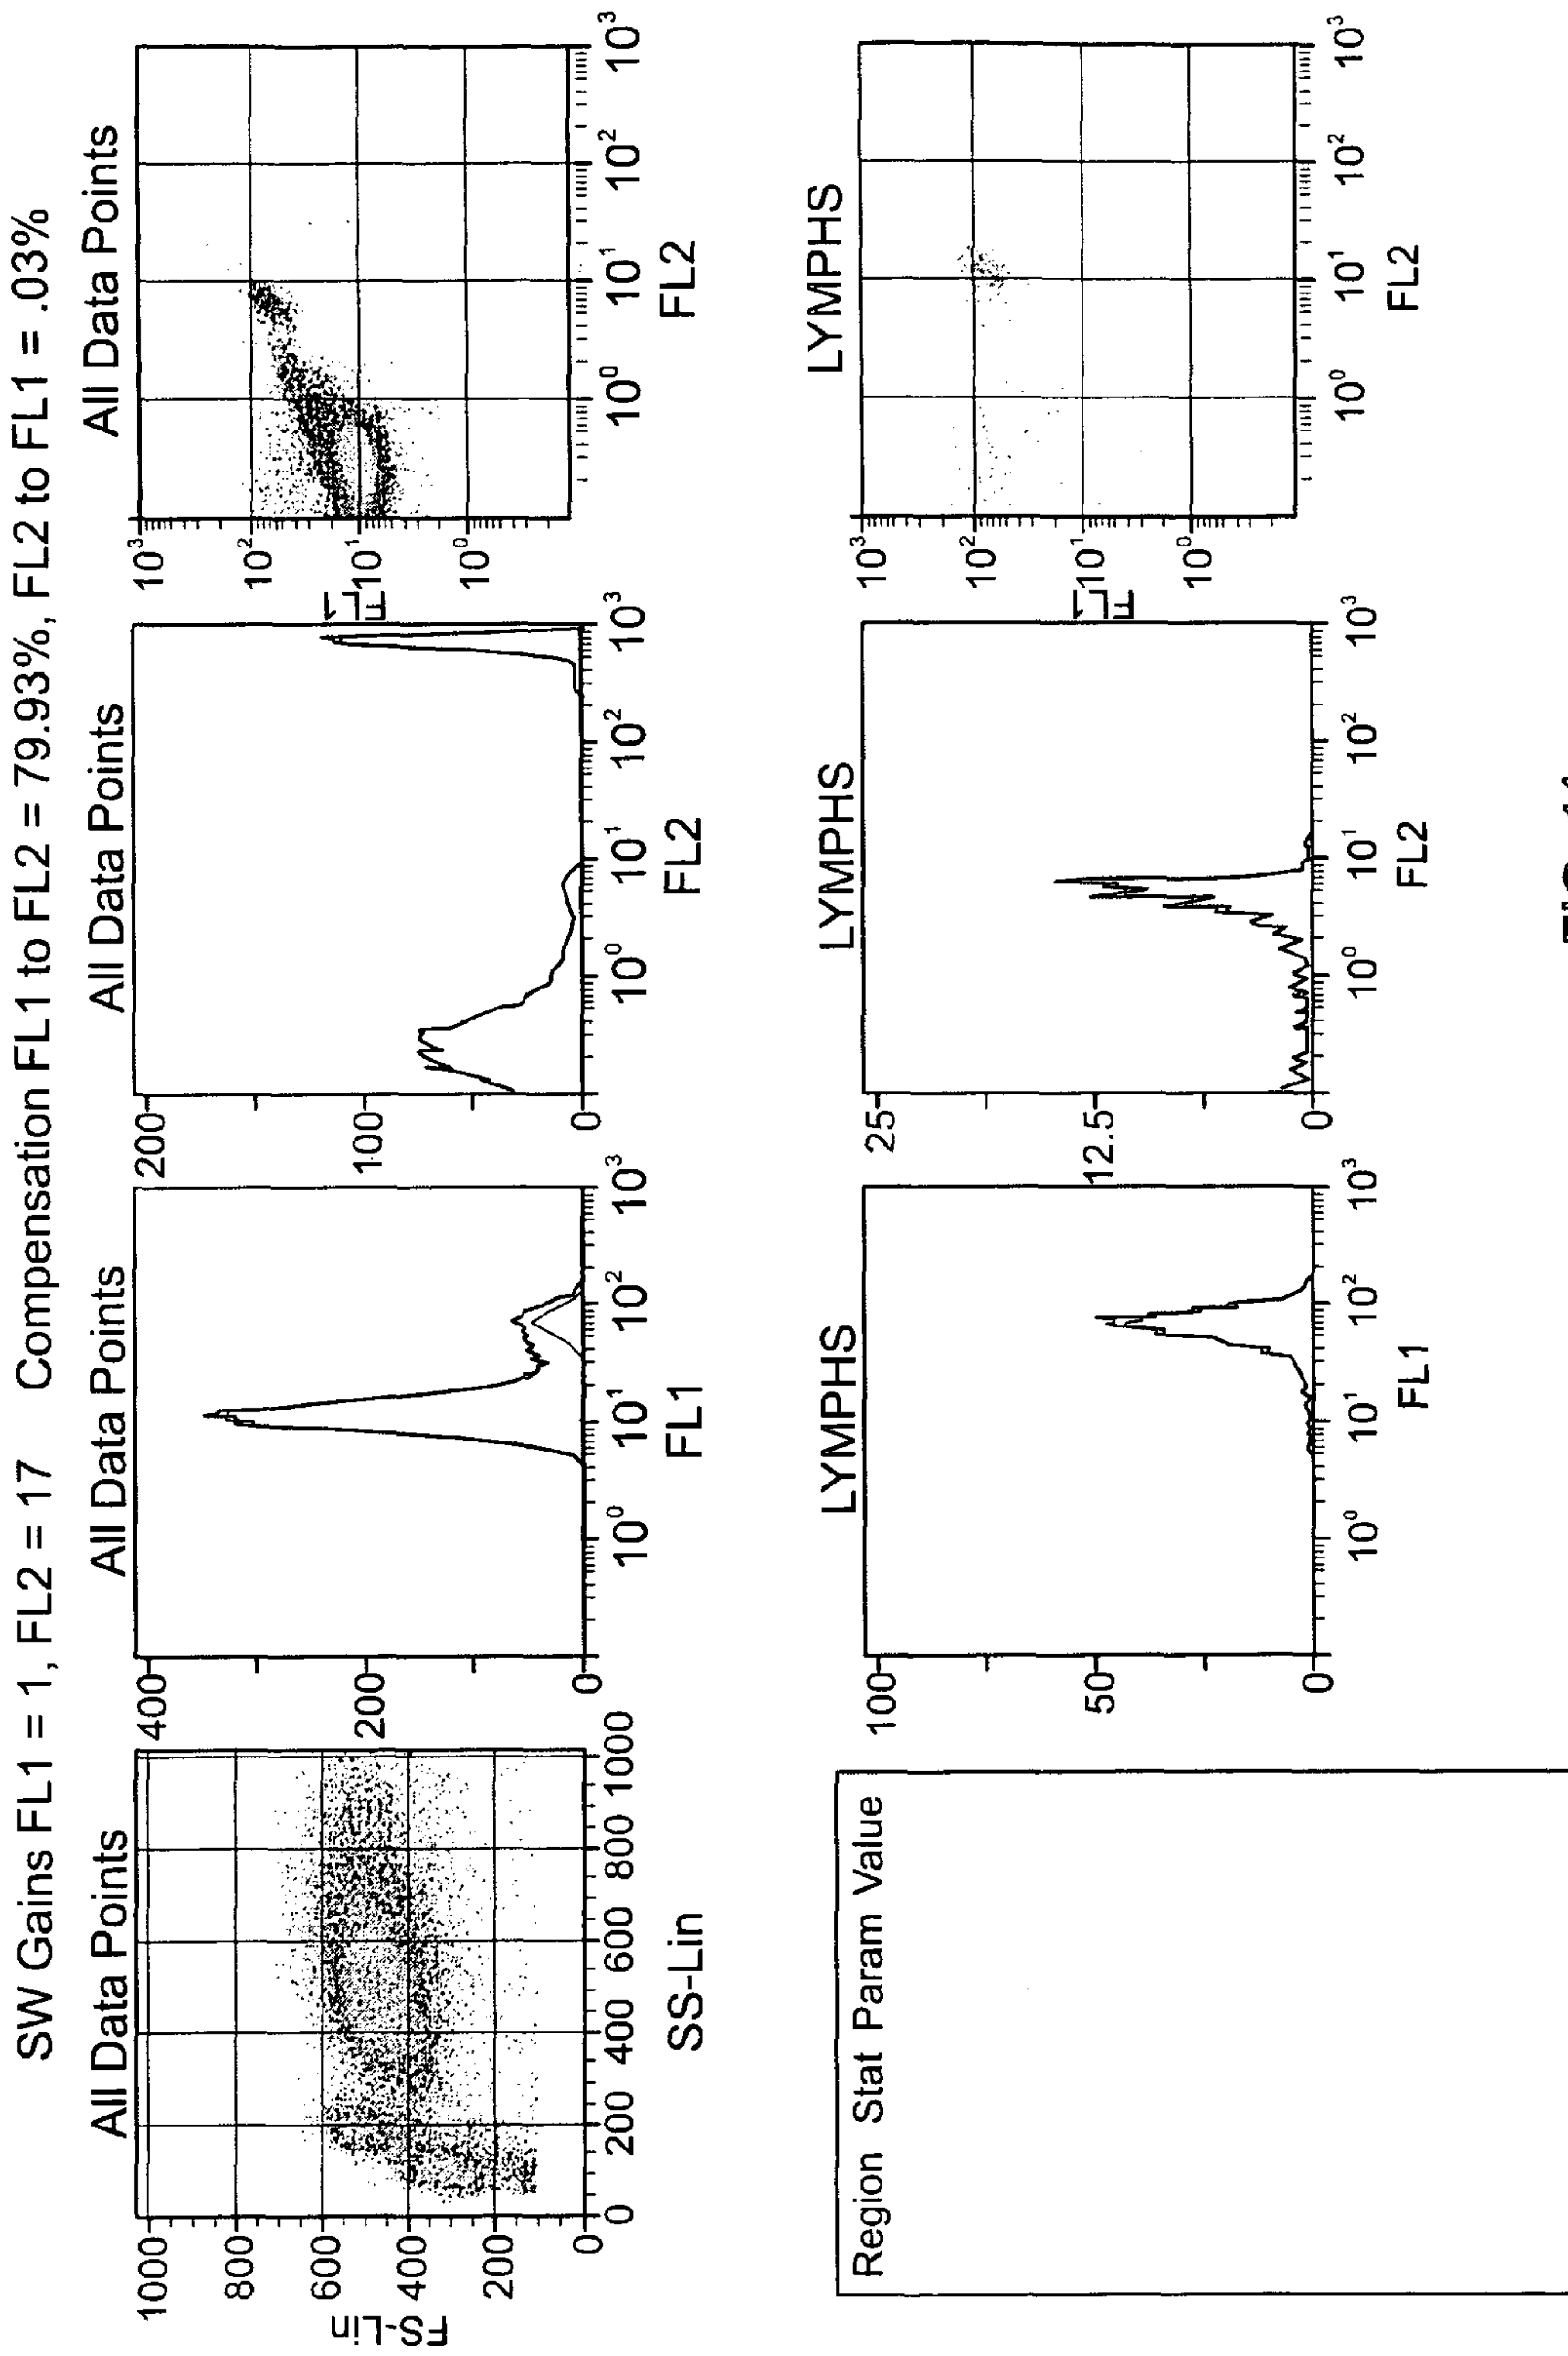 SW Gains FL1 = 1, FL2 = 17 Compensation FL1 to FL2 = 79.93%, FL2 to FL1 = .03%
All Data Points
1000
800
600
400
200
0
FS-Lin
0 200 400 600 800 1000
SS-Lin
All Data Points
400
200
0
10⁰ 10¹ 10² 10³
FL1
All Data Points
200
100
0
10⁰ 10¹ 10² 10³
FL2
All Data Points
10³
10²
10¹
10⁰
FL1
10⁰ 10¹ 10² 10³
FL2
Region Stat Param Value
LYMPHS
100
50
0
10⁰ 10¹ 10² 10³
FL1
LYMPHS
25
12.5
0
10⁰ 10¹ 10² 10³
FL2
LYMPHS
10³
10²
10¹
10⁰
FL1
10⁰ 10¹ 10² 10³
FL2